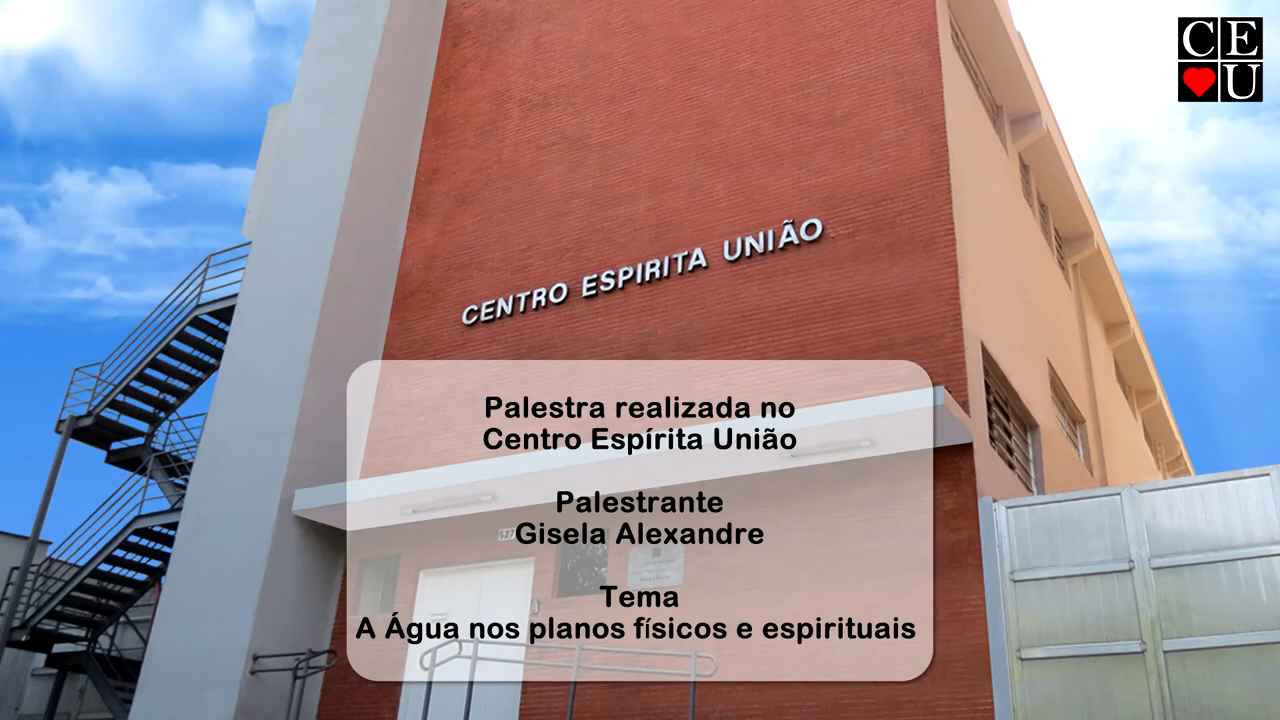 CE
U
CENTRO ESPIRITA UNIÃO
Palestra realizada no
Centro Espírita União
Palestrante
Gisela Alexandre
Tema
A Água nos planos físicos e espirituais